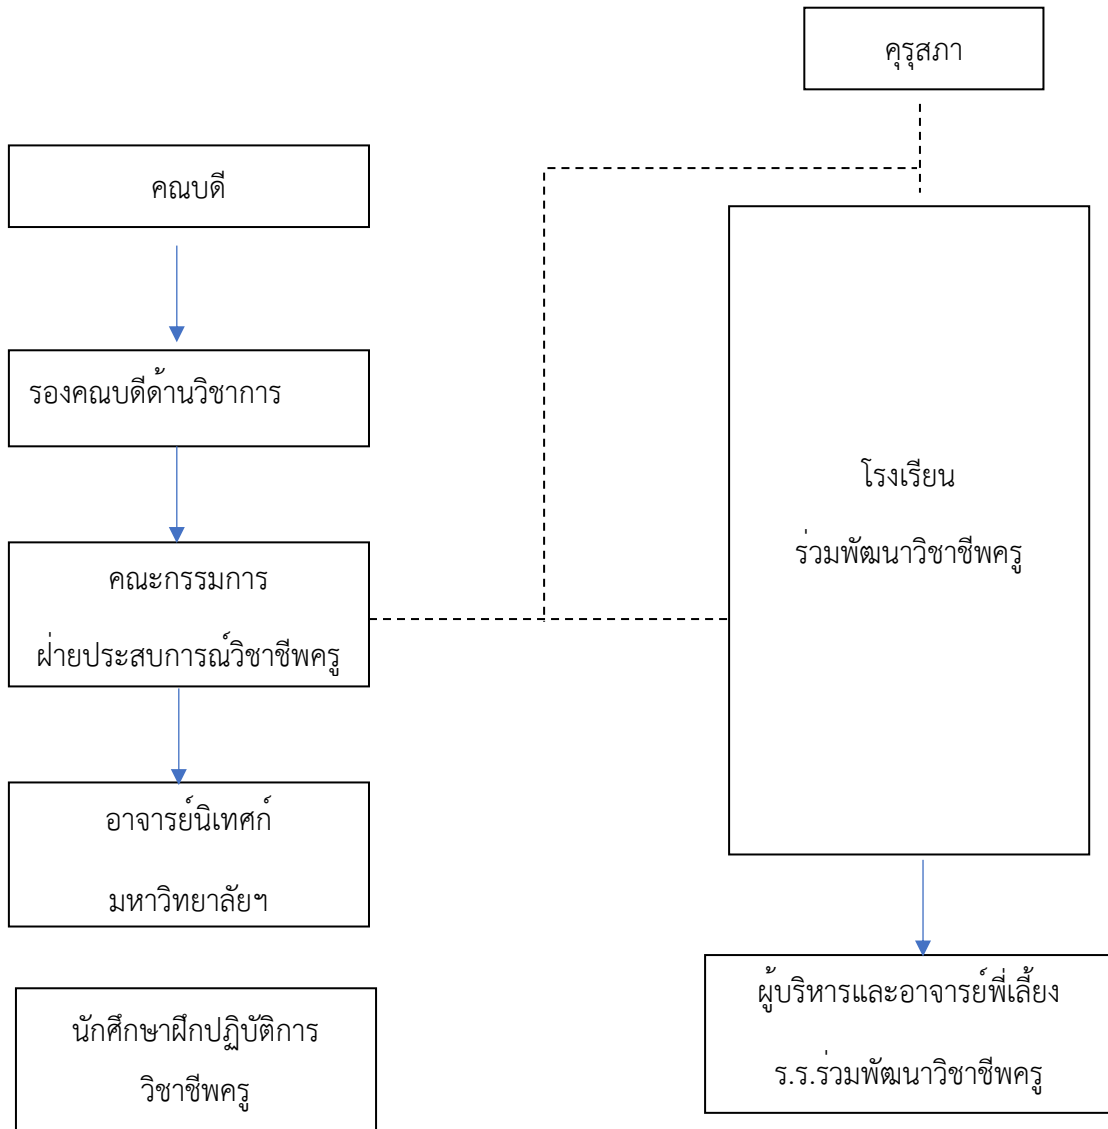 คุรุสภา
คณบดี
รองคณบดีด้านวิชาการ
คณะกรรมการ
ฝ่ายประสบการณ์วิชาชีพครู
อาจารย์นิเทศก์
มหาวิทยาลัยฯ
นักศึกษาฝึกปฏิบัติการ
วิชาชีพครู
โรงเรียน
ร่วมพัฒนาวิชาชีพครู
ผู้บริหารและอาจารย์พี่เลี้ยง
ร.ร.ร่วมพัฒนาวิชาชีพครู